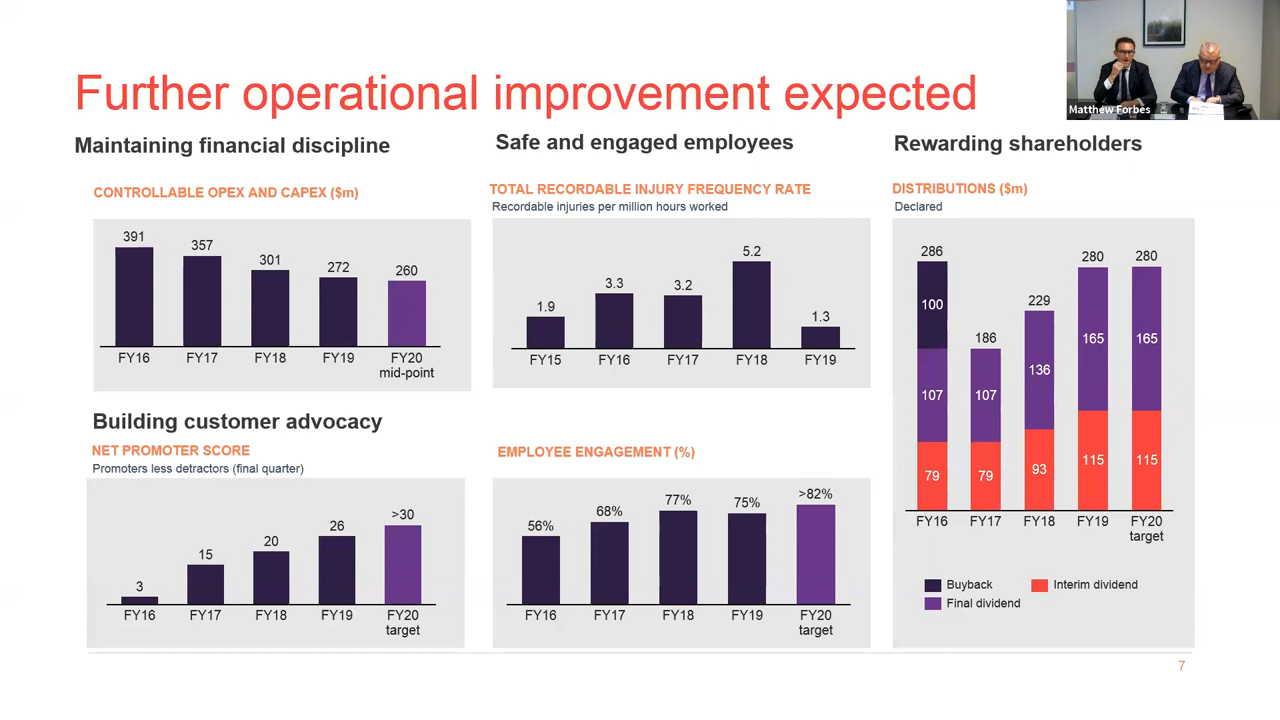 Further operational improvement expected
Matthew Forbes
Maintaining financial discipline
CONTROLLABLE OPEX AND CAPEX ($m)
391
357
301
272
260
FY16
FY17
FY18
FY19
FY20
mid-point
Building customer advocacy
NET PROMOTER SCORE
Promoters less detractors (final quarter)
3
15
20
26
>30
FY16
FY17
FY18
FY19
FY20
target
Safe and engaged employees
TOTAL RECORDABLE INJURY FREQUENCY RATE
Recordable injuries per million hours worked
1.9
3.3
3.2
5.2
1.3
FY15
FY16
FY17
FY18
FY19
EMPLOYEE ENGAGEMENT (%)
56%
68%
77%
75%
>82%
FY16
FY17
FY18
FY19
FY20
target
Rewarding shareholders
DISTRIBUTIONS ($m)
Declared
286
186
229
280
280
100
107
107
136
165
165
79
79
93
115
115
FY16
FY17
FY18
FY19
FY20
target
Buyback
Interim dividend
Final dividend
7